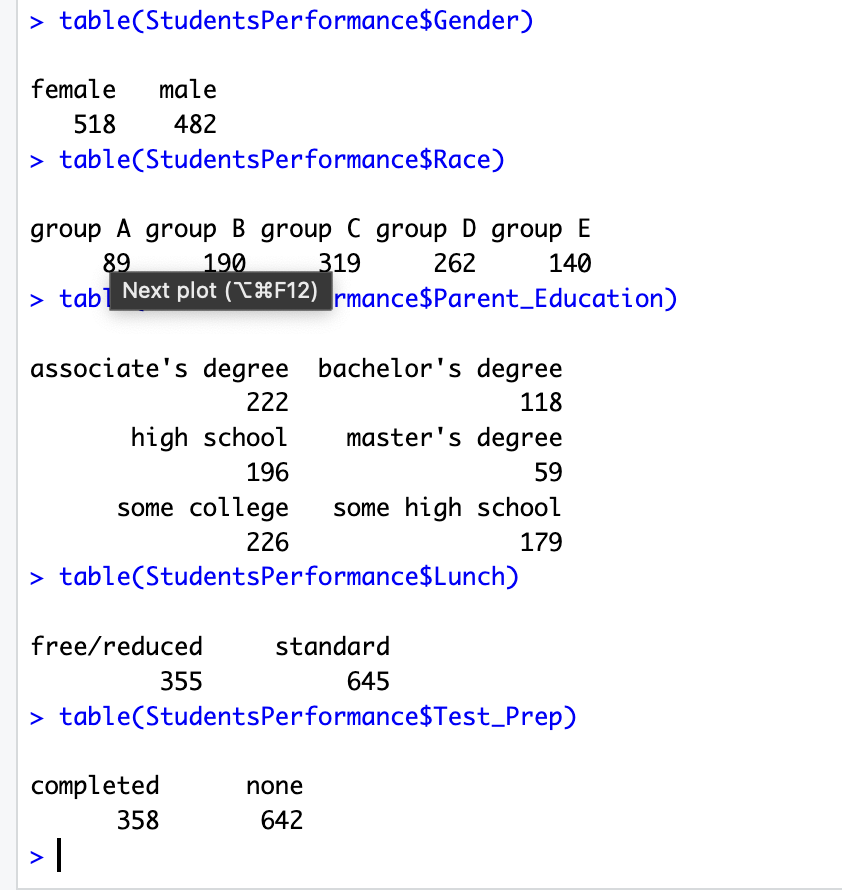 > table(StudentsPerformance$Gender)
female male
518 482
> table(StudentsPerformance$Race)
group A group B group C group D group E
89 190 319 262 140
Next plot (⌥⌘F12)
> tabl rmance$Parent_Education)
associate's degree bachelor's degree
222 118
high school master's degree
196 59
some college some high school
226 179
> table(StudentsPerformance$Lunch)
free/reduced standard
355 645
> table(StudentsPerformance$Test_Prep)
completed none
358 642
>